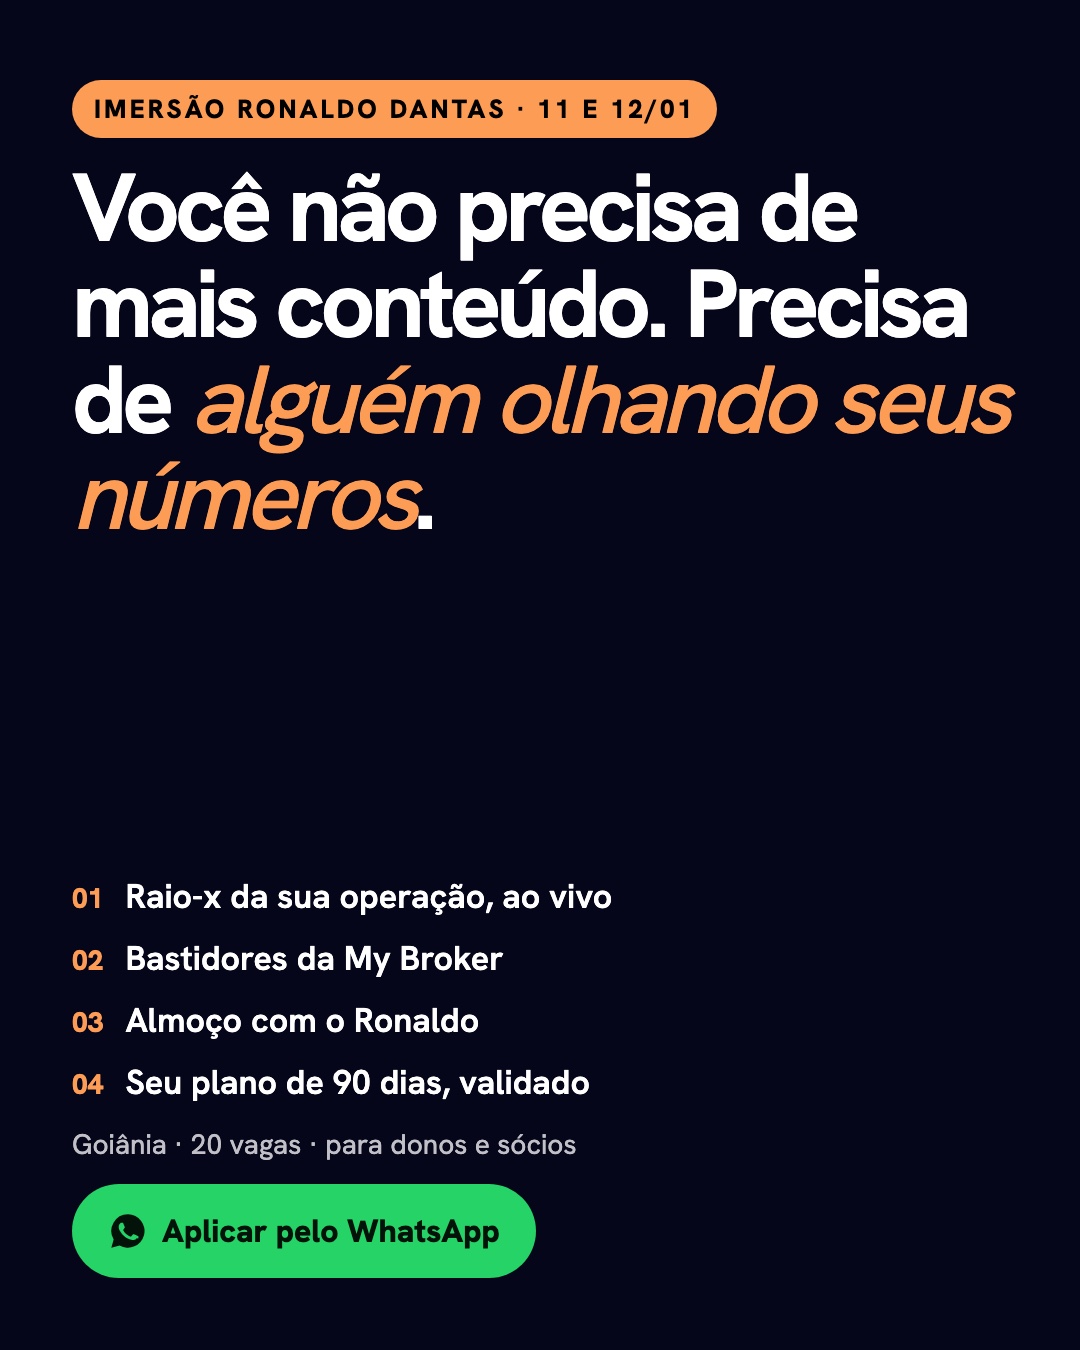 IMERSÃO RONALDO DANTAS · 11 E 12/01
Você não precisa de
mais conteúdo. Precisa
de alguém olhando seus
números.
01 Raio-x da sua operação, ao vivo
02 Bastidores da My Broker
03 Almoço com o Ronaldo
04 Seu plano de 90 dias, validado
Goiânia · 20 vagas · para donos e sócios
Aplicar pelo WhatsApp